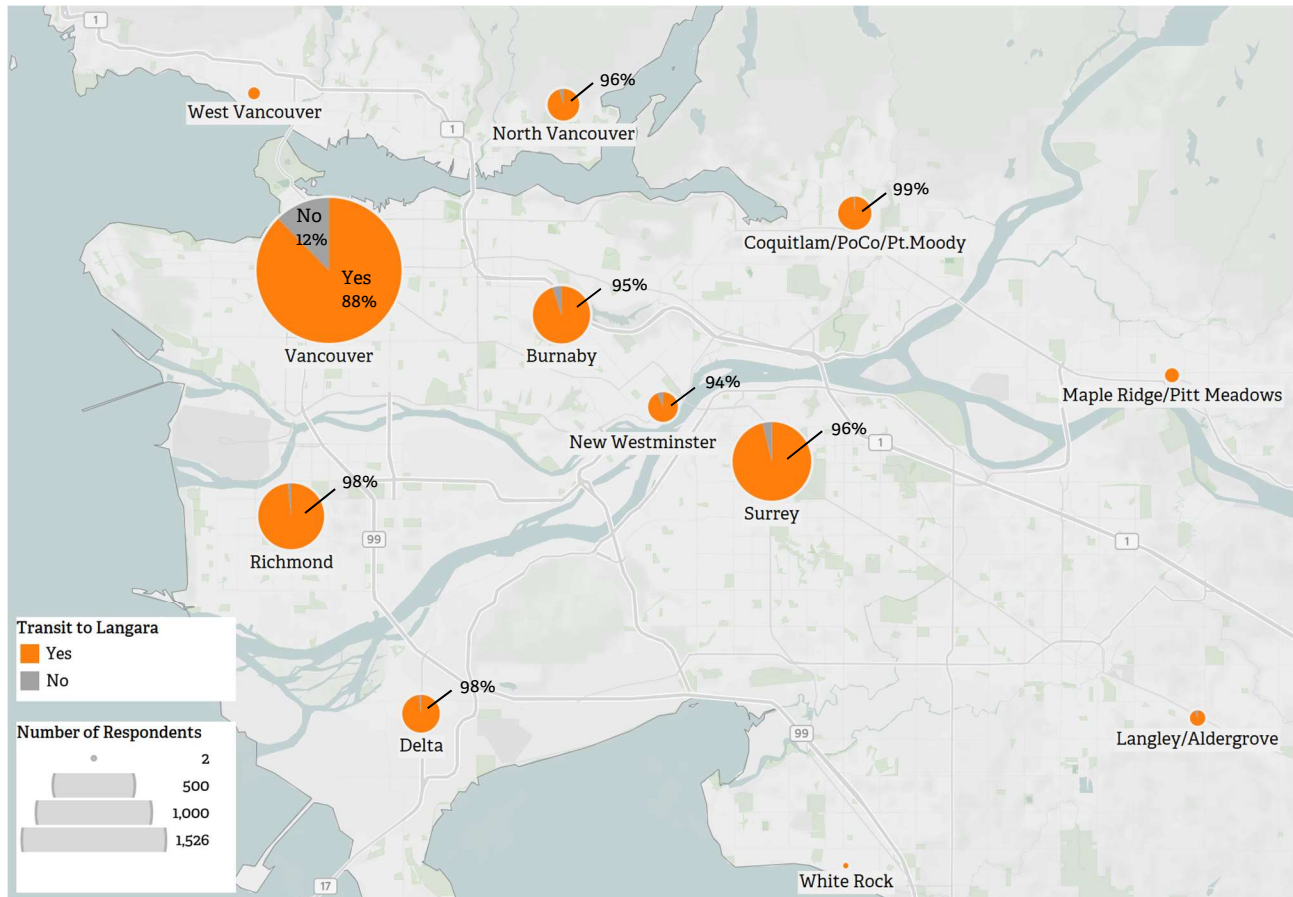 1
96%
West Vancouver
North Vancouver
1
99%
No
12%
Coquitlam/PoCo/Pt.Moody
Yes
88%
95%
Vancouver
Burnaby
94%
Maple Ridge/Pitt Meadows
New Westminster
96%
1
98%
Surrey
99
1
Richmond
Transit to Langara
Yes
No
98%
Number of Respondents
2
500
1,000
1,526
Delta
99
Langley/Aldergrove
17
White Rock